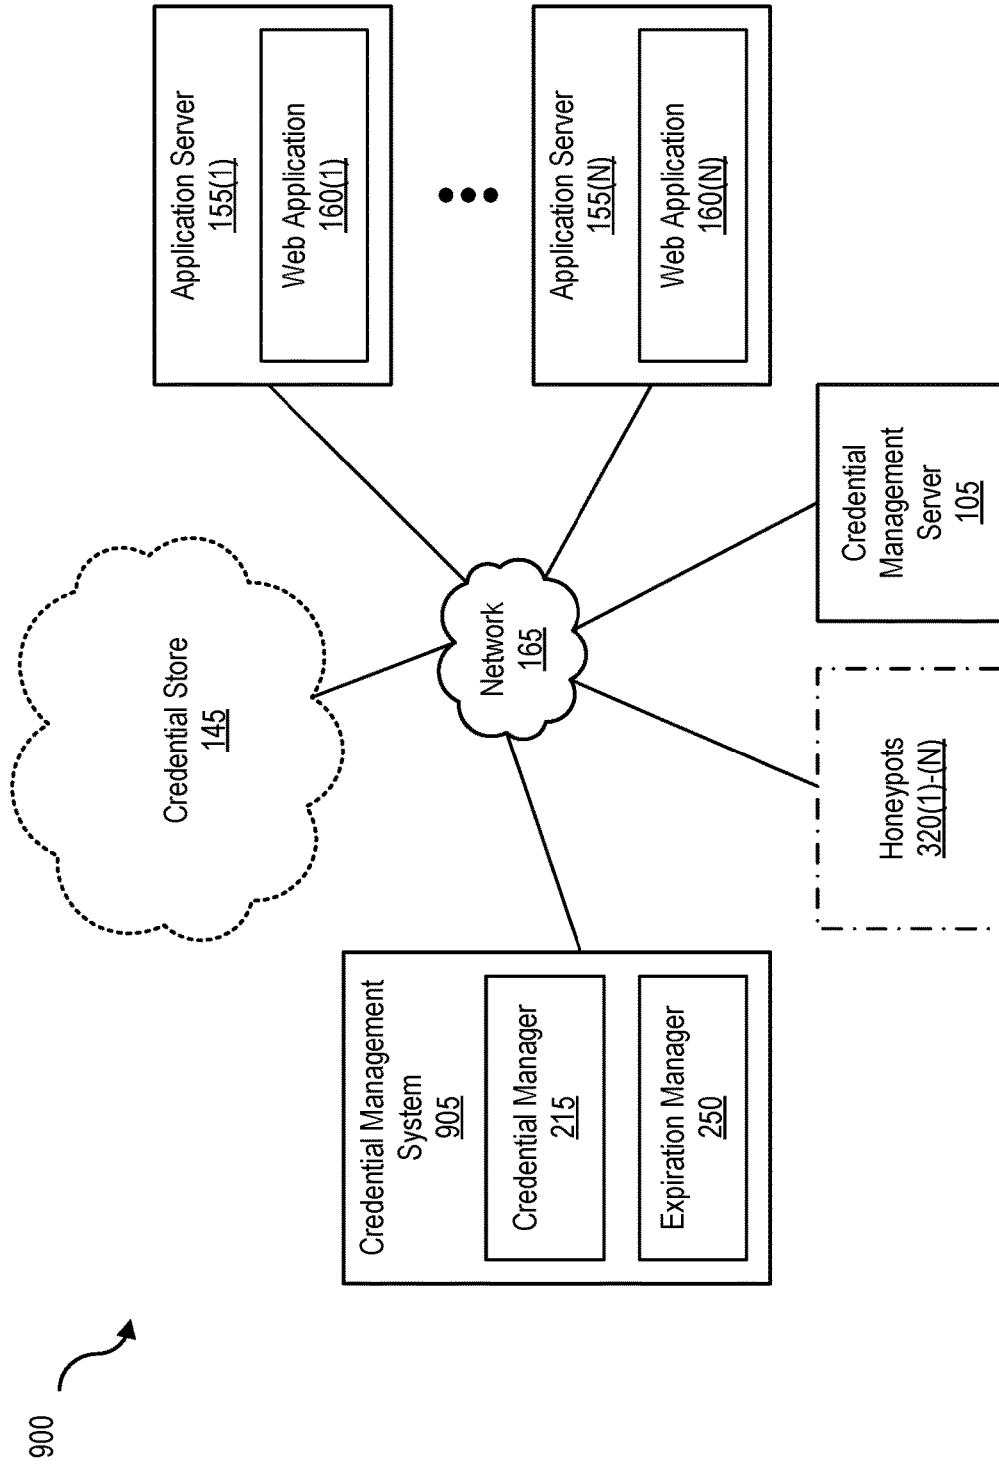 900
Credential Store
145
Application Server
155(1)
Web Application
160(1)
Credential Management
System
905
Credential Manager
215
Expiration Manager
250
Network
165
Application Server
155(N)
Web Application
160(N)
Honeypots
320(1)-(N)
Credential
Management
Server
105